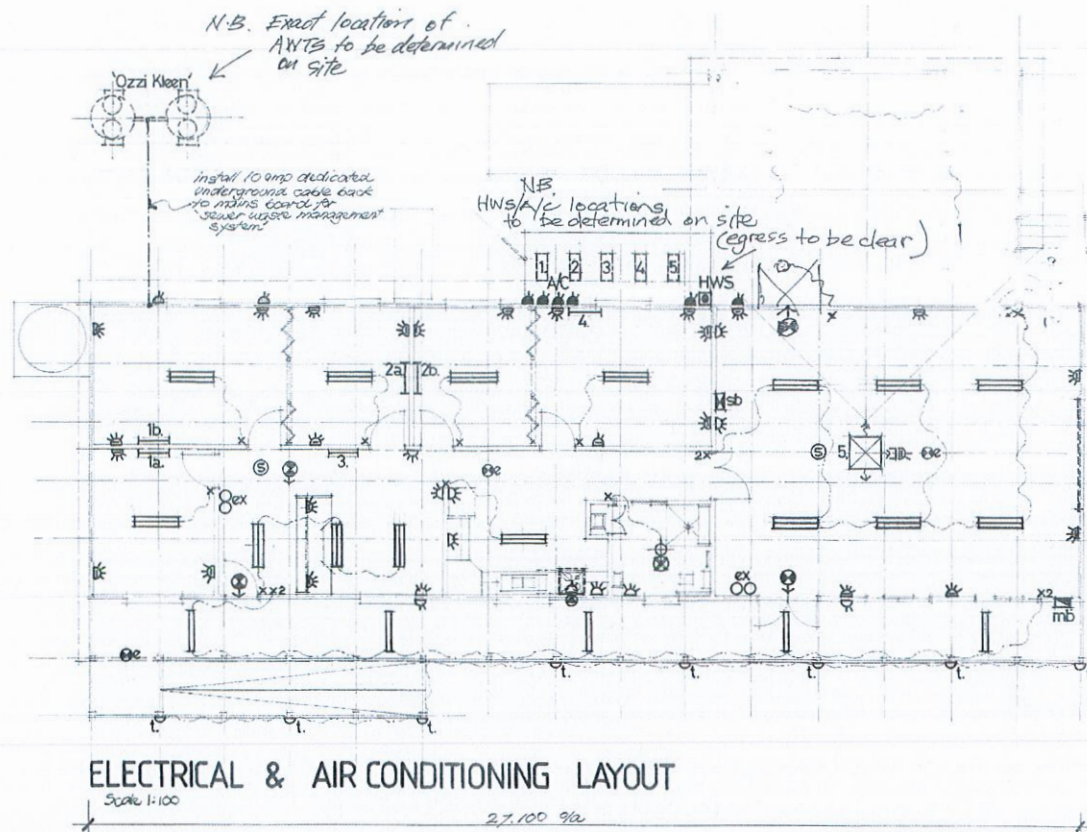 N.B. Exact location of
AWTS to be determined
on site
'Ozzi Kleen'
install 10 amp dedicated
underground cable back
to mains board for
sewer waste management
system
NB
HWS/A/C locations
to be determined on site
(egress to be clear)
1. 2 3 4 5
A/C
HWS
4.
2a 2b.
sb
1b.
1a.
3.
S
e
2x
S
5.
e
x
ex
x
x x2
ex
x2
mb
e
t. t. t. t.
t. t. t.
ELECTRICAL & AIR CONDITIONING LAYOUT
Scale 1:100
27.100 o/a